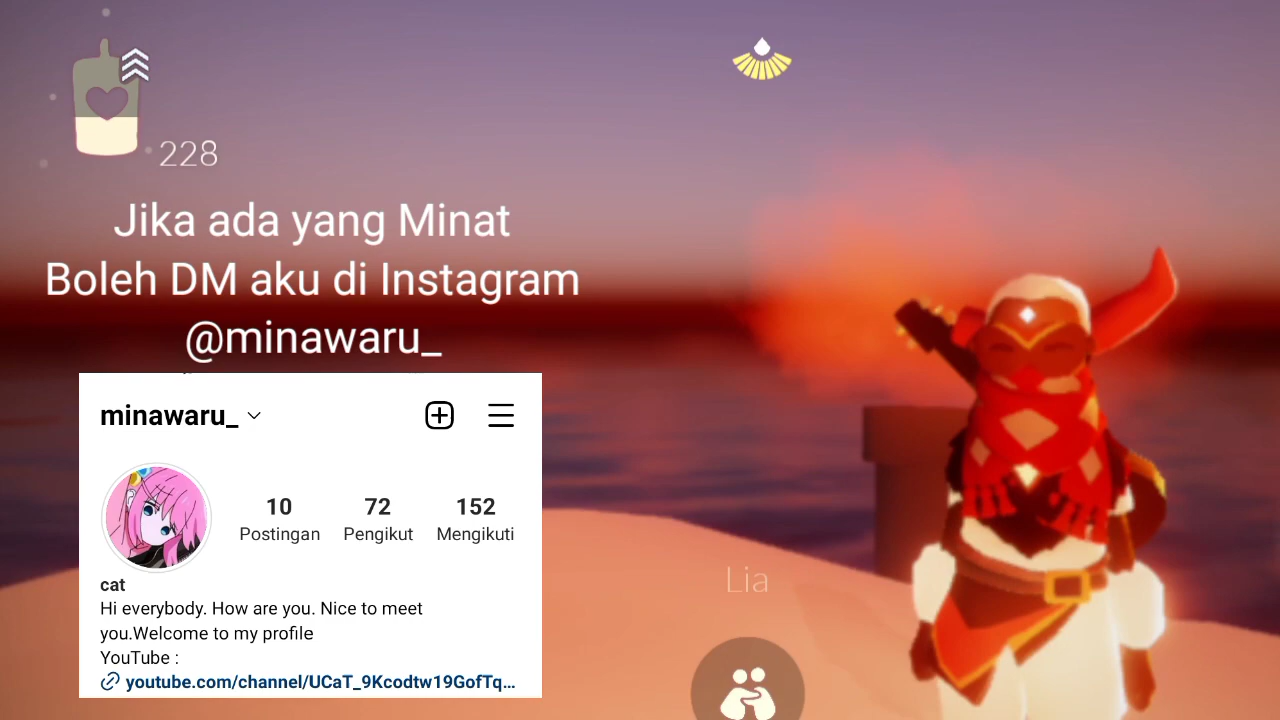 228
Jika ada yang Minat
Boleh DM aku di Instagram
@minawaru_
minawaru_
10 72 152
Postingan Pengikut Mengikuti
cat
Hi everybody. How are you. Nice to meet
you.Welcome to my profile
YouTube :
youtube.com/channel/UCaT_9Kcodtw19GofTq...
Lia